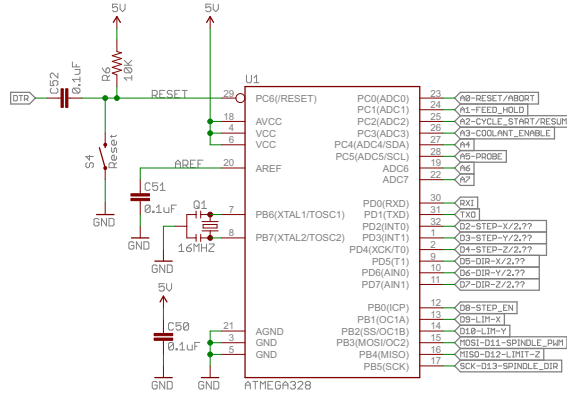 5V
5V
C52
0.1uF
R6
10K
U1
DTR
RESET
29
PC6(/RESET)
PC0(ADC0)
23
A0-RESET/ABORT
PC1(ADC1)
24
A1-FEED_HOLD
18
AVCC
PC2(ADC2)
25
A2-CYCLE_START/RESUM
4
VCC
PC3(ADC3)
26
A3-COOLANT_ENABLE
6
VCC
PC4(ADC4/SDA)
27
A4
S4
Reset
AREF
20
AREF
PC5(ADC5/SCL)
28
A5-PROBE
ADC6
19
A6
ADC7
22
A7
C51
0.1uF
GND
GND
Q1
16MHZ
7
PB6(XTAL1/TOSC1)
8
PB7(XTAL2/TOSC2)
GND
PD0(RXD)
30
RXI
PD1(TXD)
31
TXO
PD2(INT0)
32
D2-STEP-X/2.??
PD3(INT1)
1
D3-STEP-Y/2.??
PD4(XCK/T0)
2
D4-STEP-Z/2.??
PD5(T1)
9
D5-DIR-X/2.??
PD6(AIN0)
10
D6-DIR-Y/2.??
PD7(AIN1)
11
D7-DIR-Z/2.??
5V
C50
0.1uF
GND
PB0(ICP)
12
D8-STEP_EN
PB1(OC1A)
13
D9-LIM-X
21
AGND
PB2(SS/OC1B)
14
D10-LIM-Y
3
GND
PB3(MOSI/OC2)
15
MOSI-D11-SPINDLE_PWM
5
GND
PB4(MISO)
16
MISO-D12-LIMIT-Z
PB5(SCK)
17
SCK-D13-SPINDLE_DIR
GND
ATMEGA328